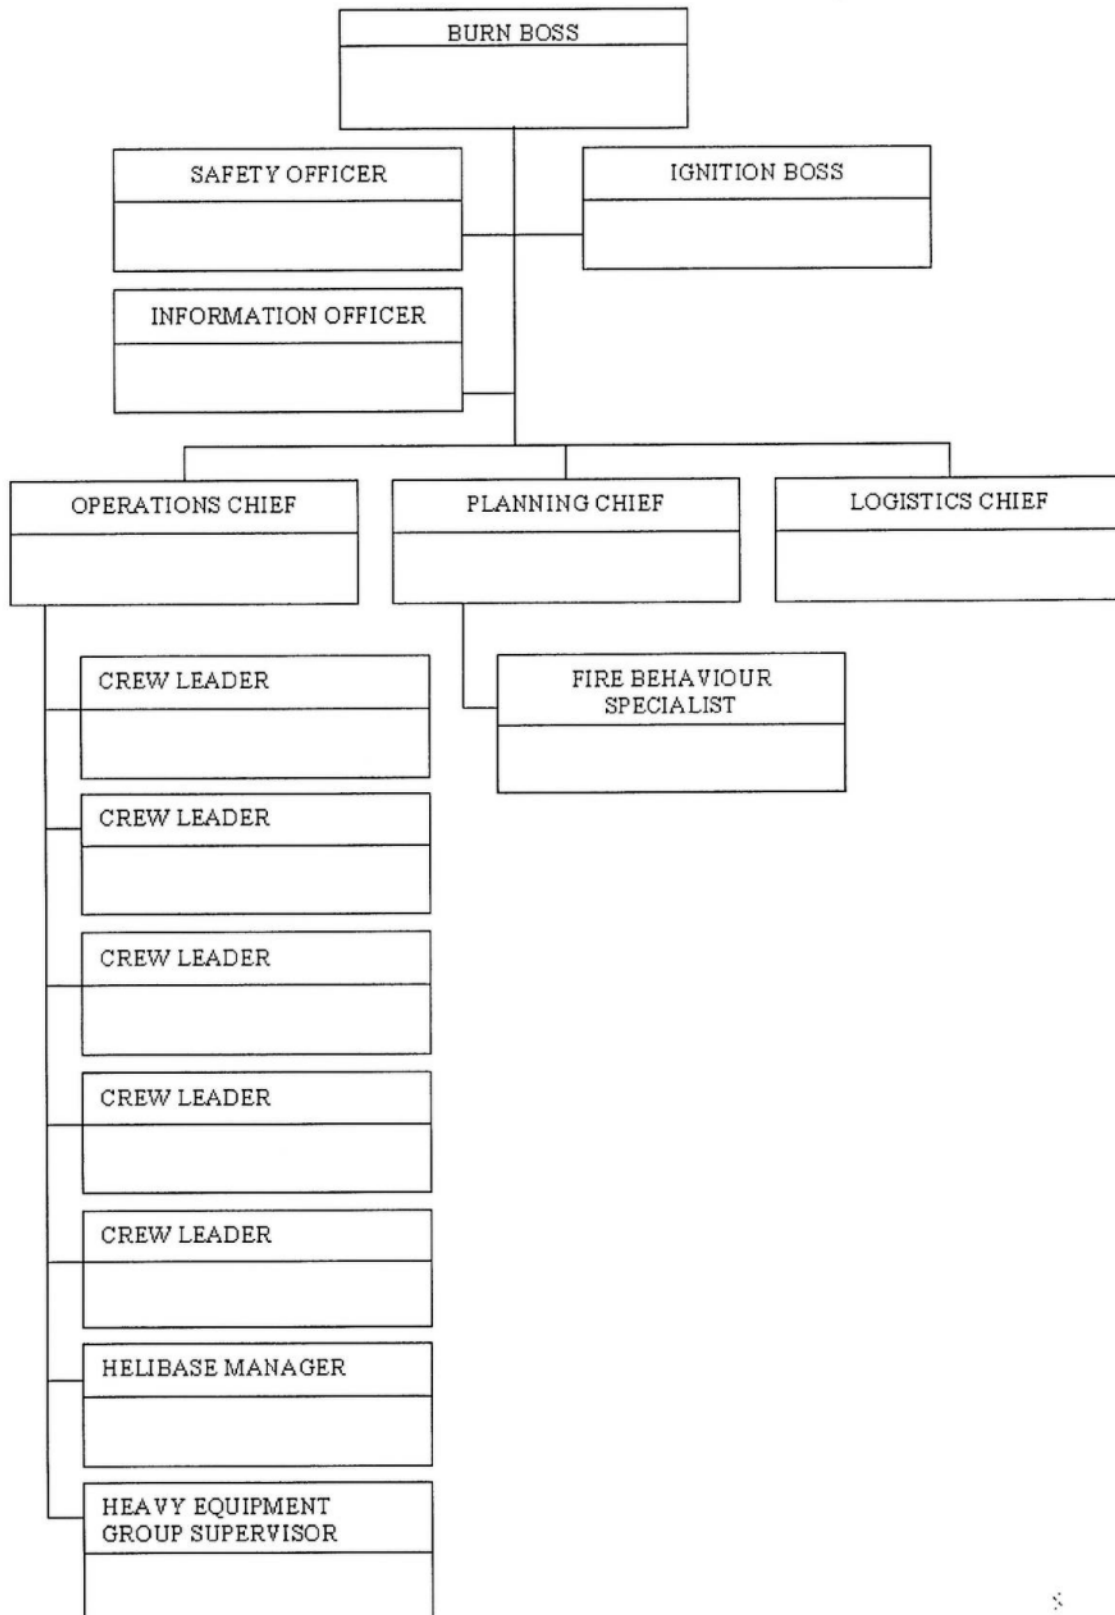 BURN BOSS
SAFETY OFFICER
IGNITION BOSS
INFORMATION OFFICER
OPERATIONS CHIEF
PLANNING CHIEF
LOGISTICS CHIEF
CREW LEADER
FIRE BEHAVIOUR
SPECIALIST
CREW LEADER
CREW LEADER
CREW LEADER
CREW LEADER
HELIBASE MANAGER
HEAVY EQUIPMENT
GROUP SUPERVISOR